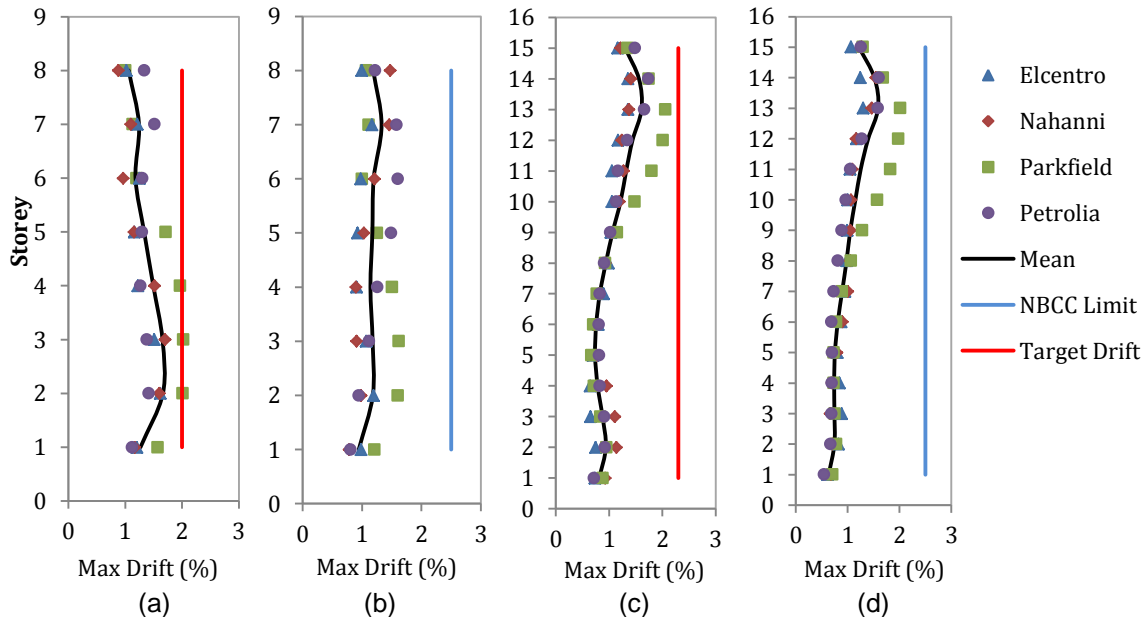 Storey
9
8
7
6
5
4
3
2
1
0
0 1 2 3
Max Drift (%)
(a)
9
8
7
6
5
4
3
2
1
0
0 1 2 3
Max Drift (%)
(b)
16
15
14
13
12
11
10
9
8
7
6
5
4
3
2
1
0
0 1 2 3
Max Drift (%)
(c)
16
15
14
13
12
11
10
9
8
7
6
5
4
3
2
1
0
0 1 2 3
Max Drift (%)
(d)
Elcentro
Nahanni
Parkfield
Petrolia
Mean
NBCC Limit
Target Drift